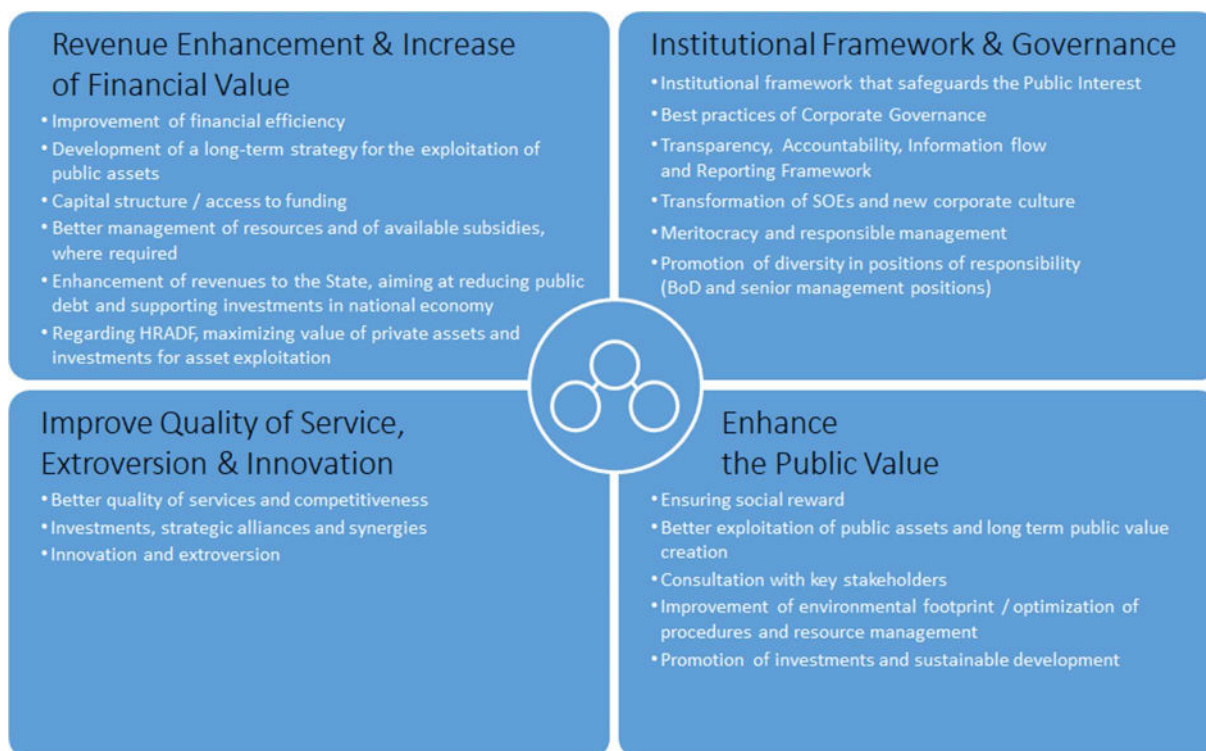 Revenue Enhancement & Increase
of Financial Value
• Improvement of financial efficiency
• Development of a long-term strategy for the exploitation of
public assets
• Capital structure / access to funding
• Better management of resources and of available subsidies,
where required
• Enhancement of revenues to the State, aiming at reducing public
debt and supporting investments in national economy
• Regarding HRADF, maximizing value of private assets and
investments for asset exploitation
Institutional Framework & Governance
• Institutional framework that safeguards the Public Interest
• Best practices of Corporate Governance
• Transparency, Accountability, Information flow
and Reporting Framework
• Transformation of SOEs and new corporate culture
• Meritocracy and responsible management
• Promotion of diversity in positions of responsibility
(BoD and senior management positions)
Improve Quality of Service,
Extroversion & Innovation
• Better quality of services and competitiveness
• Investments, strategic alliances and synergies
• Innovation and extroversion
Enhance
the Public Value
• Ensuring social reward
• Better exploitation of public assets and long term public value
creation
• Consultation with key stakeholders
• Improvement of environmental footprint / optimization of
procedures and resource management
• Promotion of investments and sustainable development